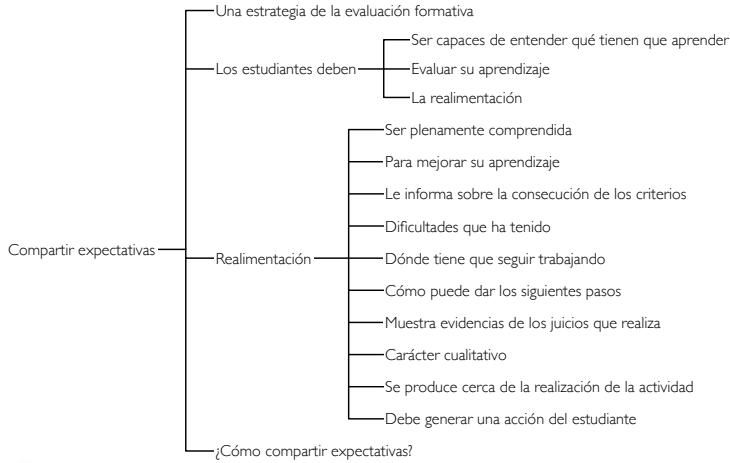 Una estrategia de la evaluación formativa
Ser capaces de entender qué tienen que aprender
Los estudiantes deben
Evaluar su aprendizaje
La realimentación
Ser plenamente comprendida
Para mejorar su aprendizaje
Le informa sobre la consecución de los criterios
Dificultades que ha tenido
Compartir expectativas
Realimentación
Dónde tiene que seguir trabajando
Cómo puede dar los siguientes pasos
Muestra evidencias de los juicios que realiza
Carácter cualitativo
Se produce cerca de la realización de la actividad
Debe generar una acción del estudiante
¿Cómo compartir expectativas?